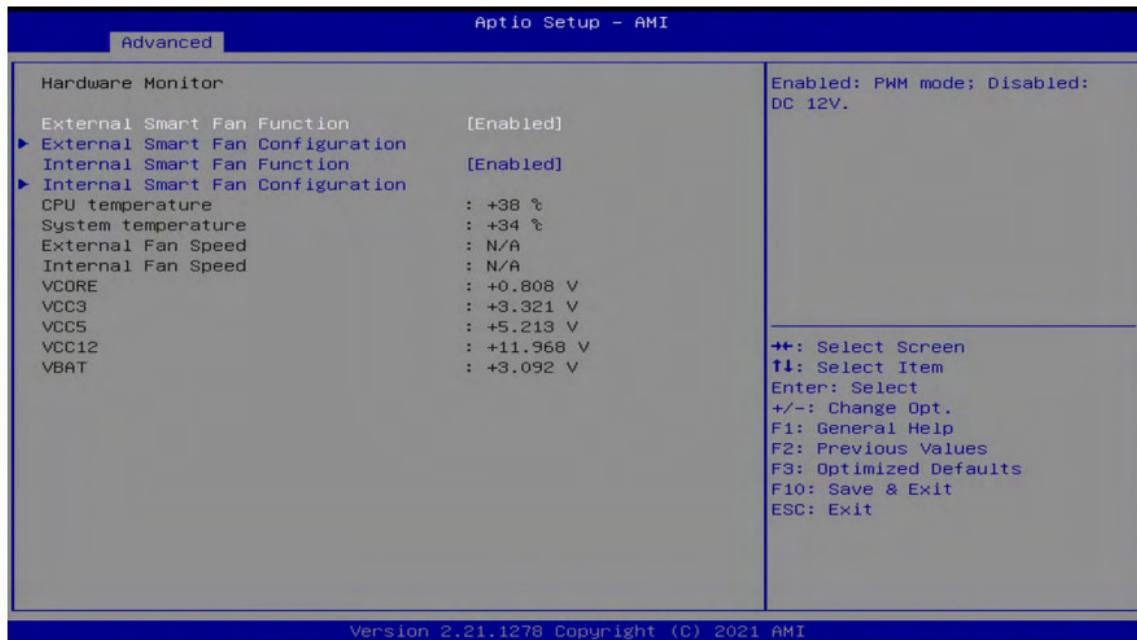 Aptio Setup – AMI
Advanced
Hardware Monitor
External Smart Fan Function [Enabled]
► External Smart Fan Configuration
Internal Smart Fan Function [Enabled]
► Internal Smart Fan Configuration
CPU temperature : +38 ℃
System temperature : +34 ℃
External Fan Speed : N/A
Internal Fan Speed : N/A
VCORE : +0.808 V
VCC3 : +3.321 V
VCC5 : +5.213 V
VCC12 : +11.968 V
VBAT : +3.092 V
Enabled: PWM mode; Disabled:
DC 12V.
→←: Select Screen
↑↓: Select Item
Enter: Select
+/-: Change Opt.
F1: General Help
F2: Previous Values
F3: Optimized Defaults
F10: Save & Exit
ESC: Exit
Version 2.21.1278 Copyright (C) 2021 AMI